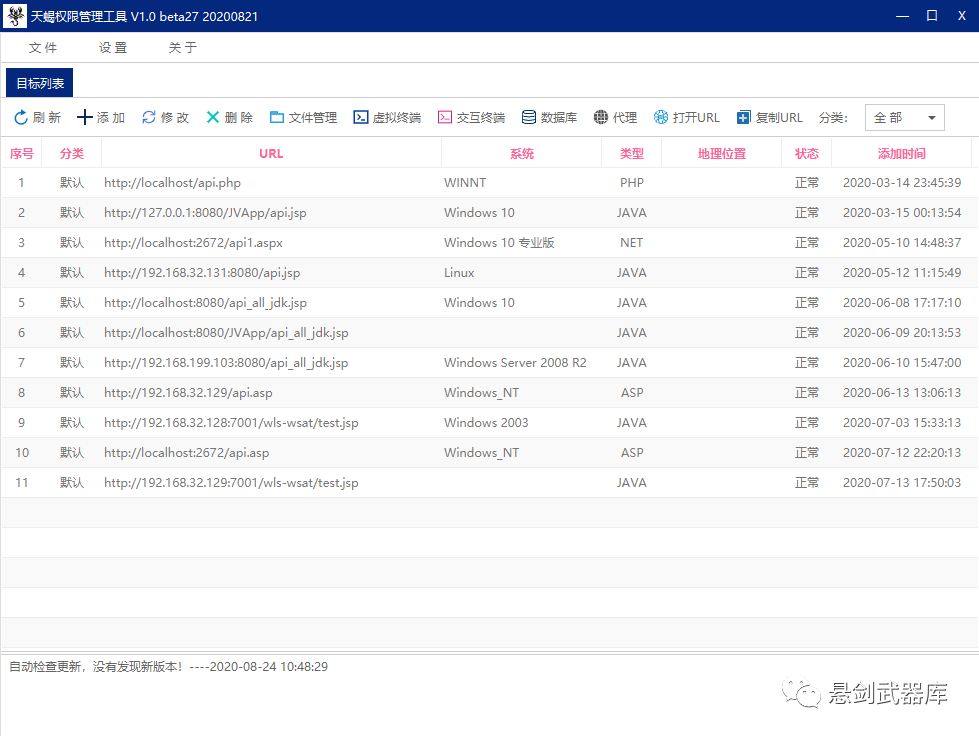 天蝎权限管理工具 V1.0 beta27 20200821
文 件 设 置 关 于
目标列表
刷 新 添 加 修 改 删 除 文件管理 虚拟终端 交互终端 数据库 代理 打开URL 复制URL 分类: 全 部
序号 分类 URL 系统 类型 地理位置 状态 添加时间
1 默认 http://localhost/api.php WINNT PHP 正常 2020-03-14 23:45:39
2 默认 http://127.0.0.1:8080/JVApp/api.jsp Windows 10 JAVA 正常 2020-03-15 00:13:54
3 默认 http://localhost:2672/api1.aspx Windows 10 专业版 NET 正常 2020-05-10 14:48:37
4 默认 http://192.168.32.131:8080/api.jsp Linux JAVA 正常 2020-05-12 11:15:49
5 默认 http://localhost:8080/api_all_jdk.jsp Windows 10 JAVA 正常 2020-06-08 17:17:10
6 默认 http://localhost:8080/JVApp/api_all_jdk.jsp JAVA 正常 2020-06-09 20:13:53
7 默认 http://192.168.199.103:8080/api_all_jdk.jsp Windows Server 2008 R2 JAVA 正常 2020-06-10 15:47:00
8 默认 http://192.168.32.129/api.asp Windows_NT ASP 正常 2020-06-13 13:06:13
9 默认 http://192.168.32.128:7001/wls-wsat/test.jsp Windows 2003 JAVA 正常 2020-07-03 15:33:13
10 默认 http://localhost:2672/api.asp Windows_NT ASP 正常 2020-07-12 22:20:13
11 默认 http://192.168.32.129:7001/wls-wsat/test.jsp JAVA 正常 2020-07-13 17:50:03
自动检查更新，没有发现新版本！----2020-08-24 10:48:29
悬剑武器库